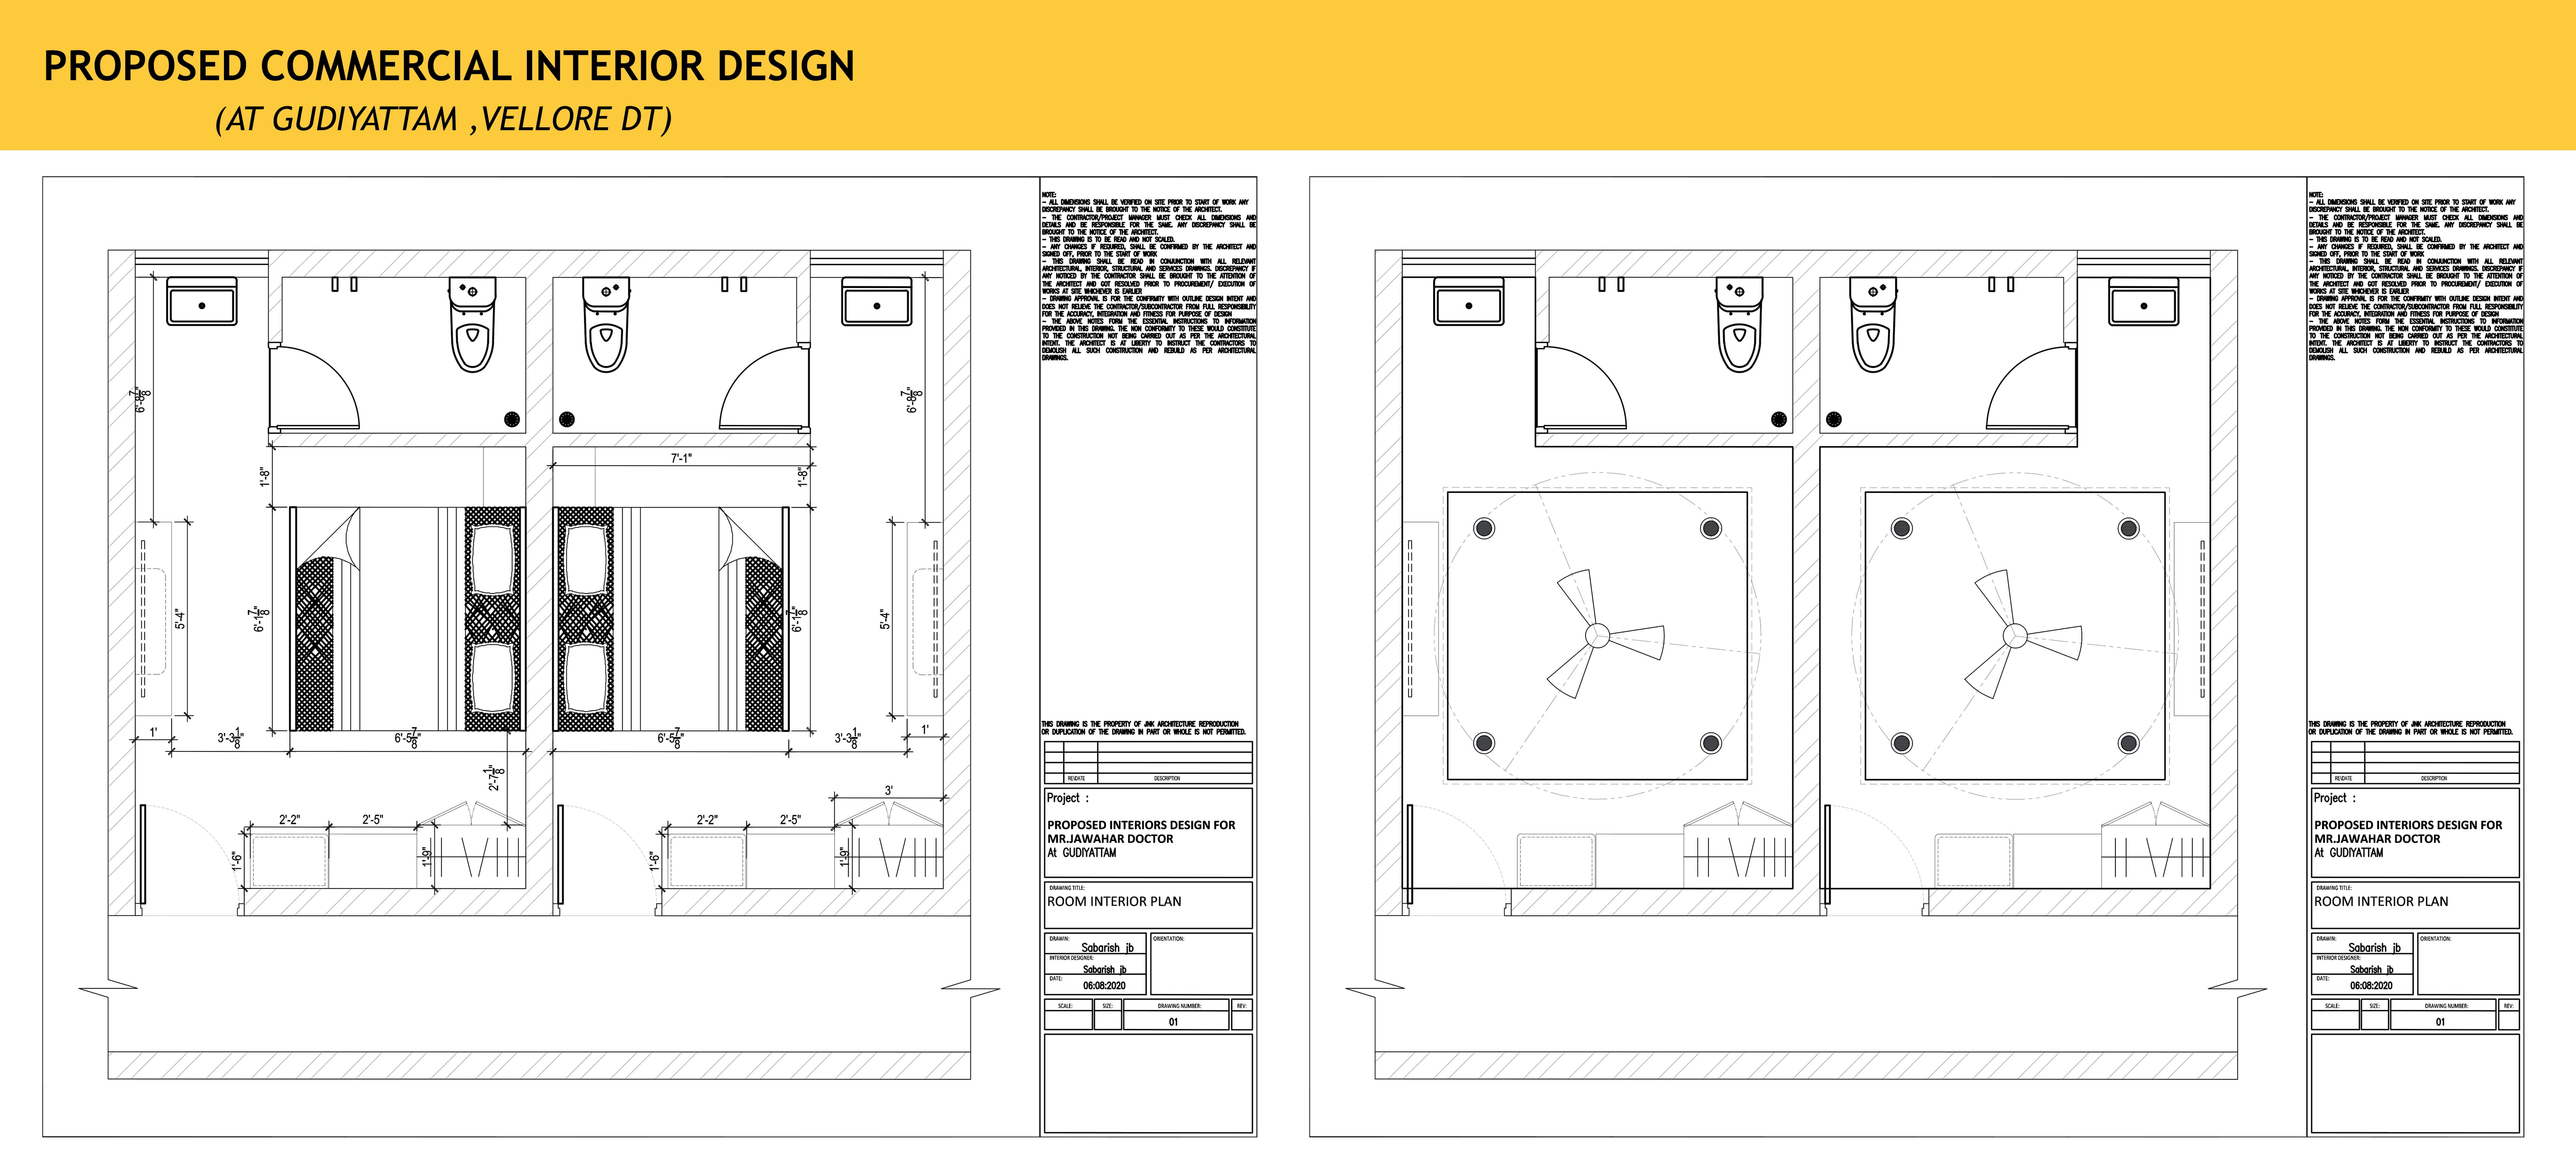 PROPOSED COMMERCIAL INTERIOR DESIGN
(AT GUDIYATTAM ,VELLORE DT)
6'-8 7/8"
1'-8"
7'-1"
1'-8"
6'-8 7/8"
5'-4"
6'-1 7/8"
6'-1 7/8"
5'-4"
1'
3'-3 1/8"
6'-5 7/8"
6'-5 7/8"
3'-3 1/8"
1'
2'-7 1/8"
3'
2'-2"
2'-5"
2'-2"
2'-5"
1'-6"
1'-9"
1'-6"
1'-9"
NOTE:
– ALL DIMENSIONS SHALL BE VERIFIED ON SITE PRIOR TO START OF WORK ANY
DISCREPANCY SHALL BE BROUGHT TO THE NOTICE OF THE ARCHITECT.
– THE CONTRACTOR/PROJECT MANAGER MUST CHECK ALL DIMENSIONS AND
DETAILS AND BE RESPONSIBLE FOR THE SAME. ANY DISCREPANCY SHALL BE
BROUGHT TO THE NOTICE OF THE ARCHITECT.
– THIS DRAWING IS TO BE READ AND NOT SCALED.
– ANY CHANGES IF REQUIRED, SHALL BE CONFIRMED BY THE ARCHITECT AND
SIGNED OFF, PRIOR TO THE START OF WORK
– THIS DRAWING SHALL BE READ IN CONJUNCTION WITH ALL RELEVANT
ARCHITECTURAL, INTERIOR, STRUCTURAL AND SERVICES DRAWINGS. DISCREPANCY IF
ANY NOTICED BY THE CONTRACTOR SHALL BE BROUGHT TO THE ATTENTION OF
THE ARCHITECT AND GOT RESOLVED PRIOR TO PROCUREMENT/ EXECUTION OF
WORKS AT SITE WHICHEVER IS EARLIER
– DRAWING APPROVAL IS FOR THE CONFIRMITY WITH OUTLINE DESIGN INTENT AND
DOES NOT RELIEVE THE CONTRACTOR/SUBCONTRACTOR FROM FULL RESPONSIBILITY
FOR THE ACCURACY, INTEGRATION AND FITNESS FOR PURPOSE OF DESIGN
– THE ABOVE NOTES FORM THE ESSENTIAL INSTRUCTIONS TO INFORMATION
PROVIDED IN THIS DRAWING. THE NON CONFORMITY TO THESE WOULD CONSTITUTE
TO THE CONSTRUCTION NOT BEING CARRIED OUT AS PER THE ARCHITECTURAL
INTENT. THE ARCHITECT IS AT LIBERTY TO INSTRUCT THE CONTRACTORS TO
DEMOLISH ALL SUCH CONSTRUCTION AND REBUILD AS PER ARCHITECTURAL
DRAWINGS.
THIS DRAWING IS THE PROPERTY OF JNK ARCHITECTURE REPRODUCTION
OR DUPLICATION OF THE DRAWING IN PART OR WHOLE IS NOT PERMITTED.
REV DATE DESCRIPTION
Project :
PROPOSED INTERIORS DESIGN FOR
MR.JAWAHAR DOCTOR
At GUDIYATTAM
DRAWING TITLE:
ROOM INTERIOR PLAN
DRAWN: Sabarish jb
ORIENTATION:
INTERIOR DESIGNER: Sabarish jb
DATE: 06:08:2020
SCALE: SIZE: DRAWING NUMBER: REV:
01
NOTE:
– ALL DIMENSIONS SHALL BE VERIFIED ON SITE PRIOR TO START OF WORK ANY
DISCREPANCY SHALL BE BROUGHT TO THE NOTICE OF THE ARCHITECT.
– THE CONTRACTOR/PROJECT MANAGER MUST CHECK ALL DIMENSIONS AND
DETAILS AND BE RESPONSIBLE FOR THE SAME. ANY DISCREPANCY SHALL BE
BROUGHT TO THE NOTICE OF THE ARCHITECT.
– THIS DRAWING IS TO BE READ AND NOT SCALED.
– ANY CHANGES IF REQUIRED, SHALL BE CONFIRMED BY THE ARCHITECT AND
SIGNED OFF, PRIOR TO THE START OF WORK
– THIS DRAWING SHALL BE READ IN CONJUNCTION WITH ALL RELEVANT
ARCHITECTURAL, INTERIOR, STRUCTURAL AND SERVICES DRAWINGS. DISCREPANCY IF
ANY NOTICED BY THE CONTRACTOR SHALL BE BROUGHT TO THE ATTENTION OF
THE ARCHITECT AND GOT RESOLVED PRIOR TO PROCUREMENT/ EXECUTION OF
WORKS AT SITE WHICHEVER IS EARLIER
– DRAWING APPROVAL IS FOR THE CONFIRMITY WITH OUTLINE DESIGN INTENT AND
DOES NOT RELIEVE THE CONTRACTOR/SUBCONTRACTOR FROM FULL RESPONSIBILITY
FOR THE ACCURACY, INTEGRATION AND FITNESS FOR PURPOSE OF DESIGN
– THE ABOVE NOTES FORM THE ESSENTIAL INSTRUCTIONS TO INFORMATION
PROVIDED IN THIS DRAWING. THE NON CONFORMITY TO THESE WOULD CONSTITUTE
TO THE CONSTRUCTION NOT BEING CARRIED OUT AS PER THE ARCHITECTURAL
INTENT. THE ARCHITECT IS AT LIBERTY TO INSTRUCT THE CONTRACTORS TO
DEMOLISH ALL SUCH CONSTRUCTION AND REBUILD AS PER ARCHITECTURAL
DRAWINGS.
THIS DRAWING IS THE PROPERTY OF JNK ARCHITECTURE REPRODUCTION
OR DUPLICATION OF THE DRAWING IN PART OR WHOLE IS NOT PERMITTED.
REV DATE DESCRIPTION
Project :
PROPOSED INTERIORS DESIGN FOR
MR.JAWAHAR DOCTOR
At GUDIYATTAM
DRAWING TITLE:
ROOM INTERIOR PLAN
DRAWN: Sabarish jb
ORIENTATION:
INTERIOR DESIGNER: Sabarish jb
DATE: 06:08:2020
SCALE: SIZE: DRAWING NUMBER: REV:
01